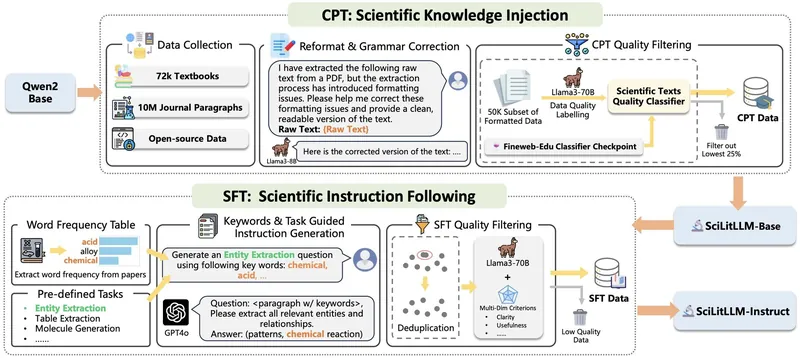 CPT: Scientific Knowledge Injection
Qwen2
Base
Data Collection
72k Textbooks
10M Journal Paragraphs
Open-source Data
Reformat & Grammar Correction
I have extracted the following raw
text from a PDF, but the extraction
process has introduced formatting
issues. Please help me correct these
formatting issues and provide a clean,
readable version of the text.
Raw Text: (Raw Text)
Llama3-8B
Here is the corrected version of the text: ....
CPT Quality Filtering
50K Subset of
Formatted Data
Llama3-70B
Data Quality
Labelling
Scientific Texts
Quality Classifier
Fineweb-Edu Classifier Checkpoint
CPT Data
Filter out
Lowest 25%
SFT: Scientific Instruction Following
Word Frequency Table
acid
alloy
chemical
Extract word frequency from papers
Pre-defined Tasks
• Entity Extraction
• Table Extraction
• Molecule Generation
• ......
Keywords & Task Guided
Instruction Generation
Generate an Entity Extraction question
using following key words: chemical,
acid, ...
GPT4o
Question: <paragraph w/ keywords>,
Please extract all relevant entities and
relationships.
Answer: (patterns, chemical reaction)
SFT Quality Filtering
Deduplication
Llama3-70B
+
Multi-Dim Criterions
• Clarity
• Usefulness
• ......
SFT Data
Low Quality
Data
SciLitLLM-Base
SciLitLLM-Instruct